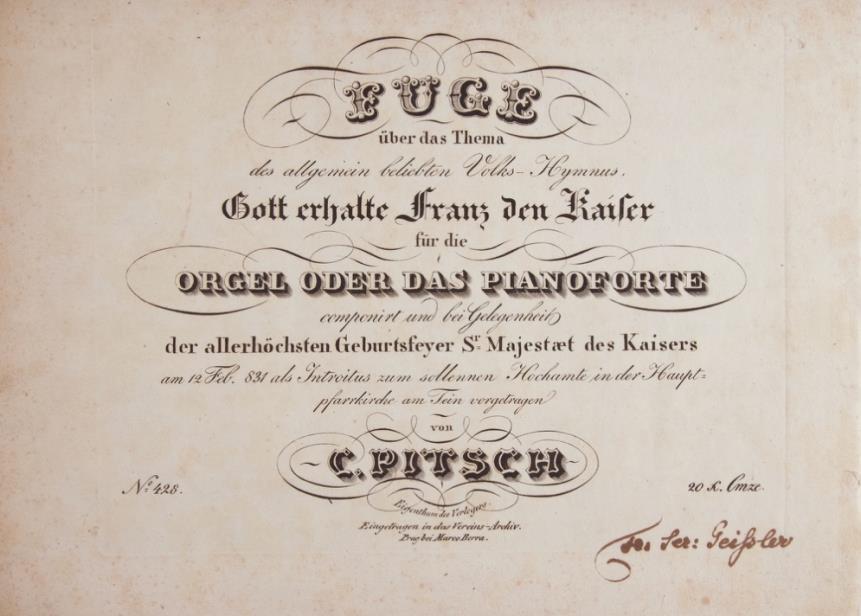 FUGE
über das Thema
des allgemein beliebten Volks-Hymnus.
Gott erhalte Franz den Kaiser
für die
ORGEL ODER DAS PIANOFORTE
componirt und bei Gelegenheit
der allerhöchsten Geburtsfeyer Sr. Majestæt des Kaisers
am 12 Feb. 831 als Introitus zum sollennen Hochamte in der Haupt=
pfarrkirche am Tein vorgetragen
von
C. PITSCH
No. 428.
20 K. Cmze.
Eigenthum des Verlegers.
Eingetragen in das Vereins-Archiv.
Prag bei Marco Berra.
Ser: Geißler